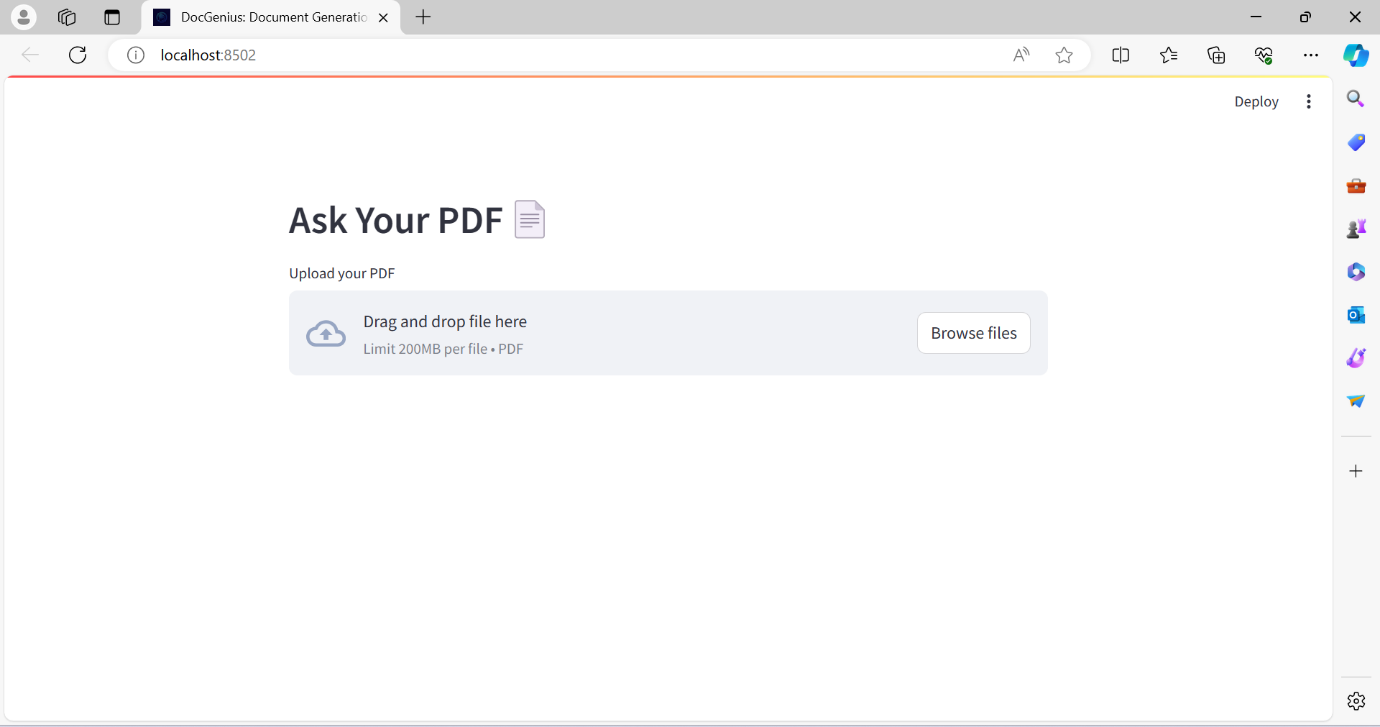 DocGenius: Document Generatio
localhost:8502
Deploy
Ask Your PDF
Upload your PDF
Drag and drop file here
Limit 200MB per file • PDF
Browse files